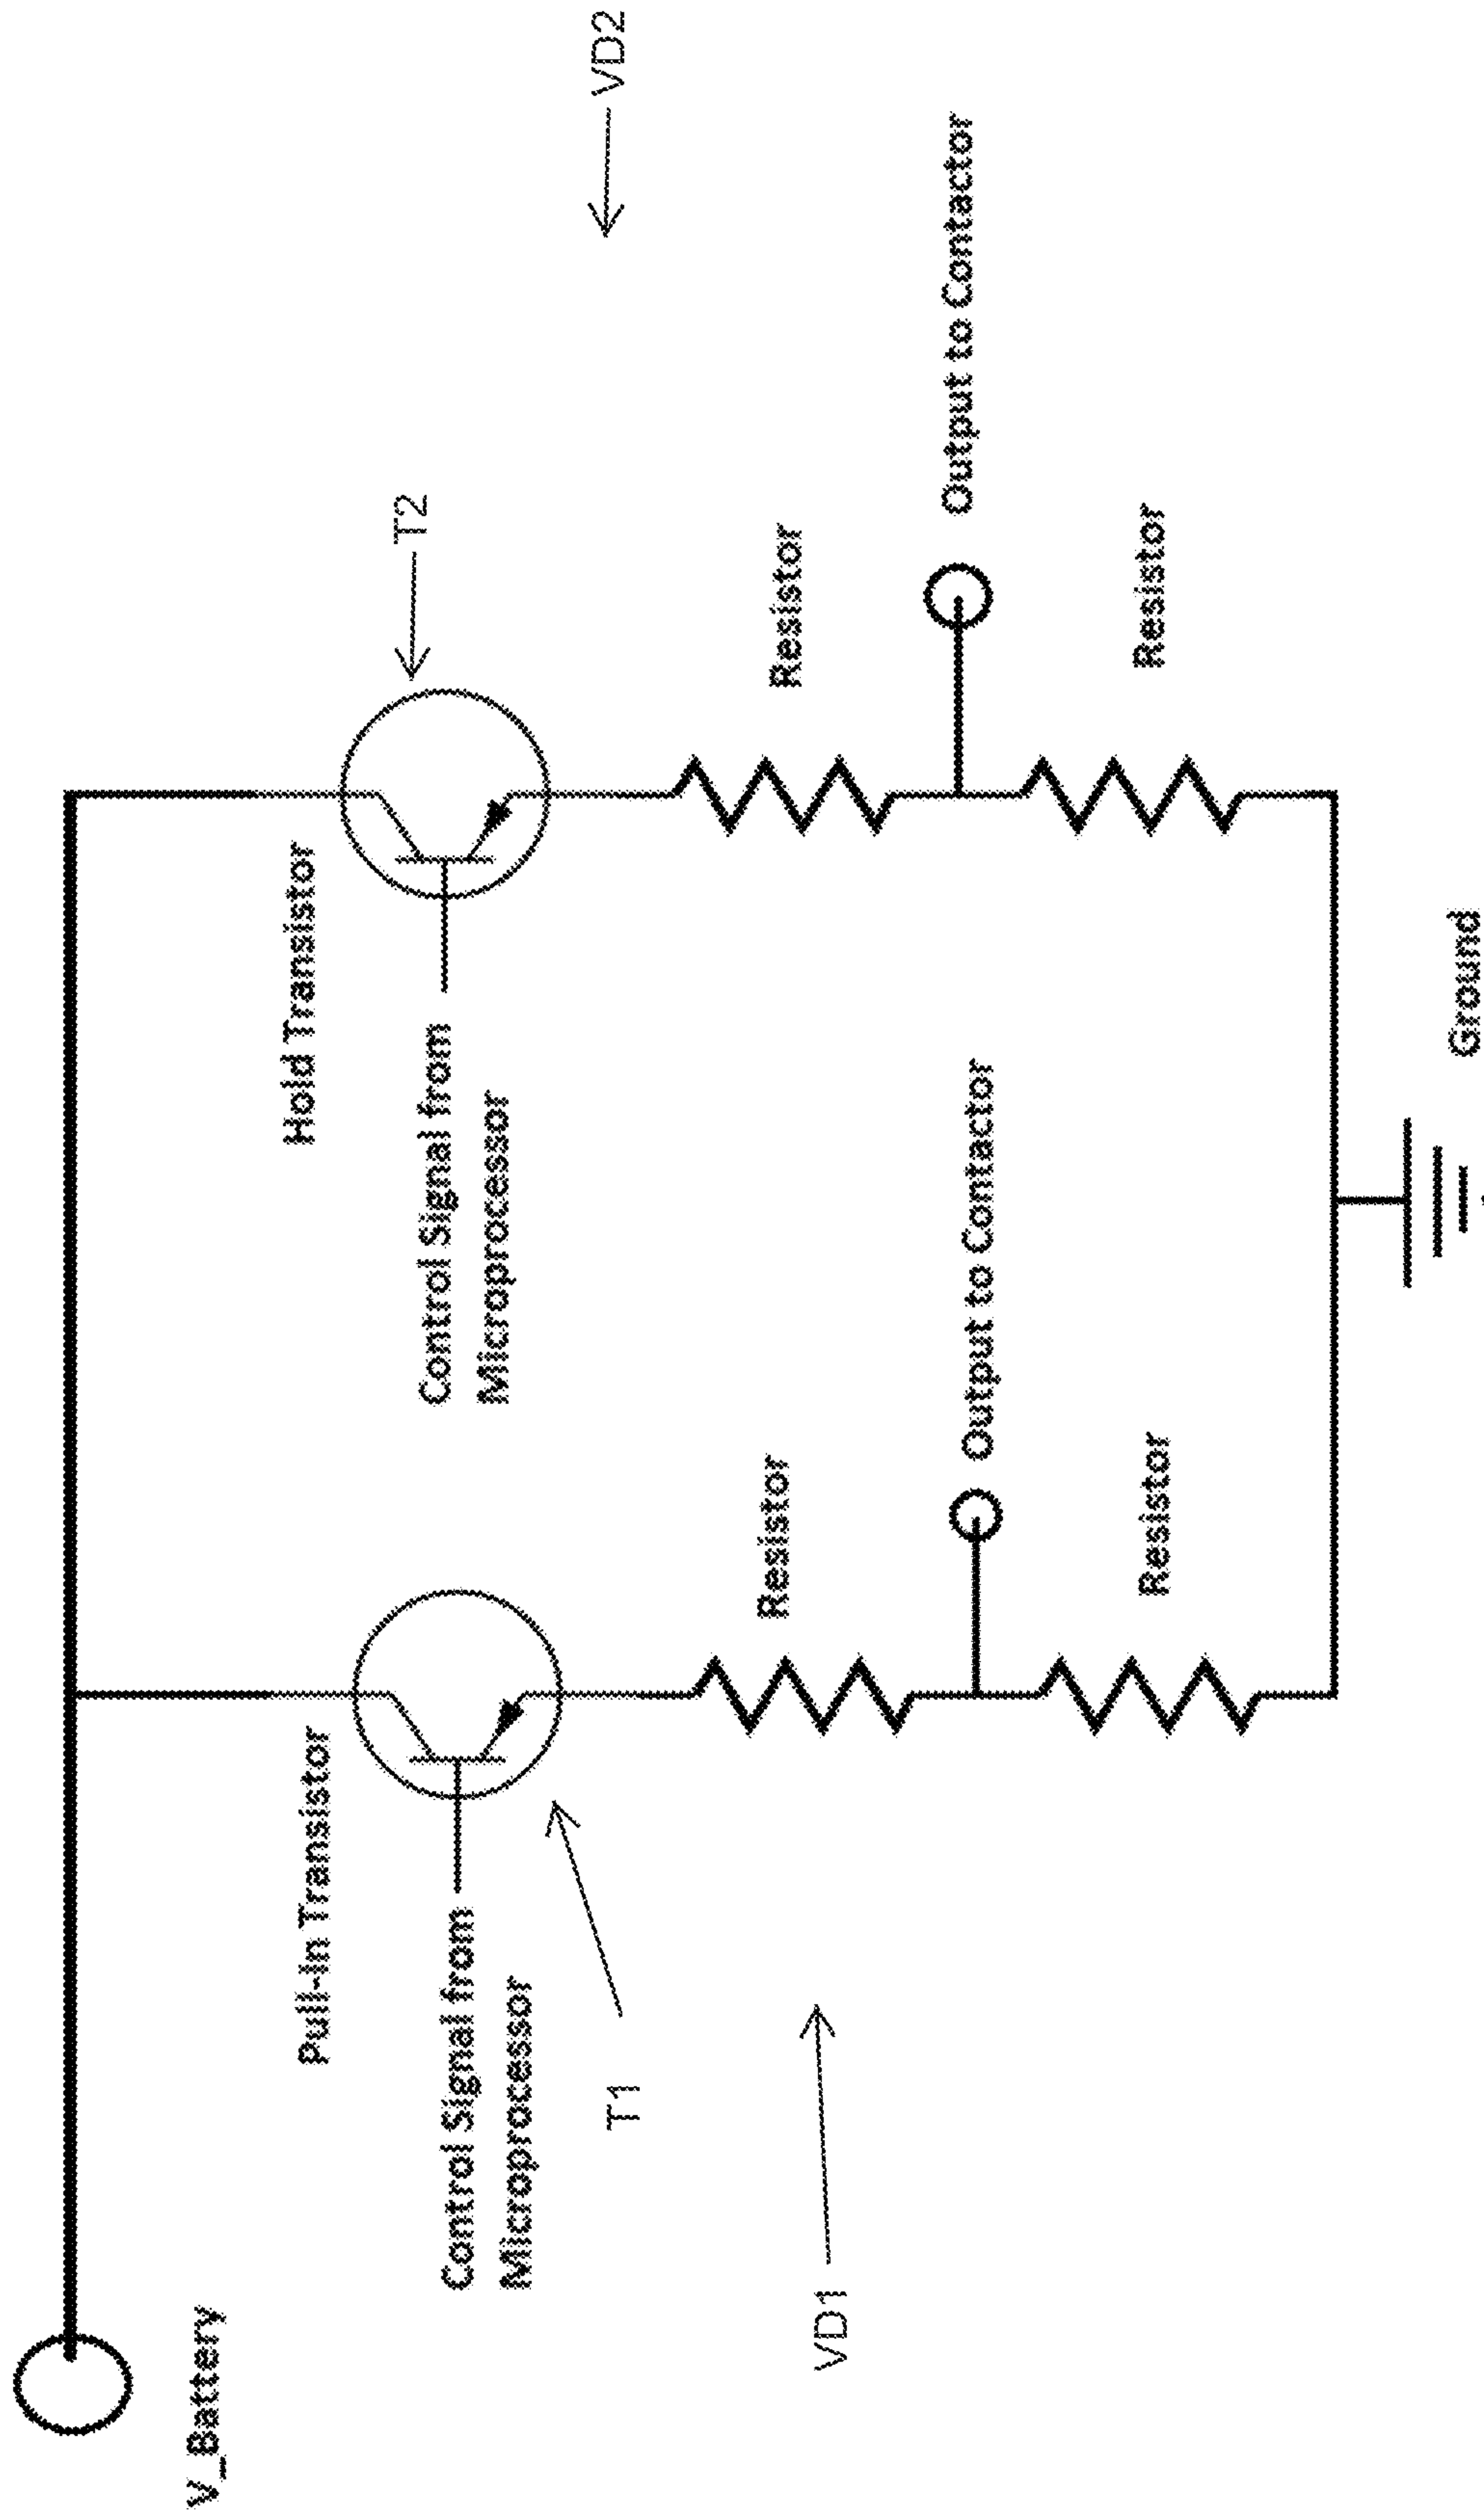 V_Battery
Pull-In Transistor
Hold Transistor
Control Signal from
Microprocessor
T1
Control Signal from
Microprocessor
T2
VD1
VD2
Resistor
Resistor
Output to Contactor
Output to Contactor
Resistor
Resistor
Ground